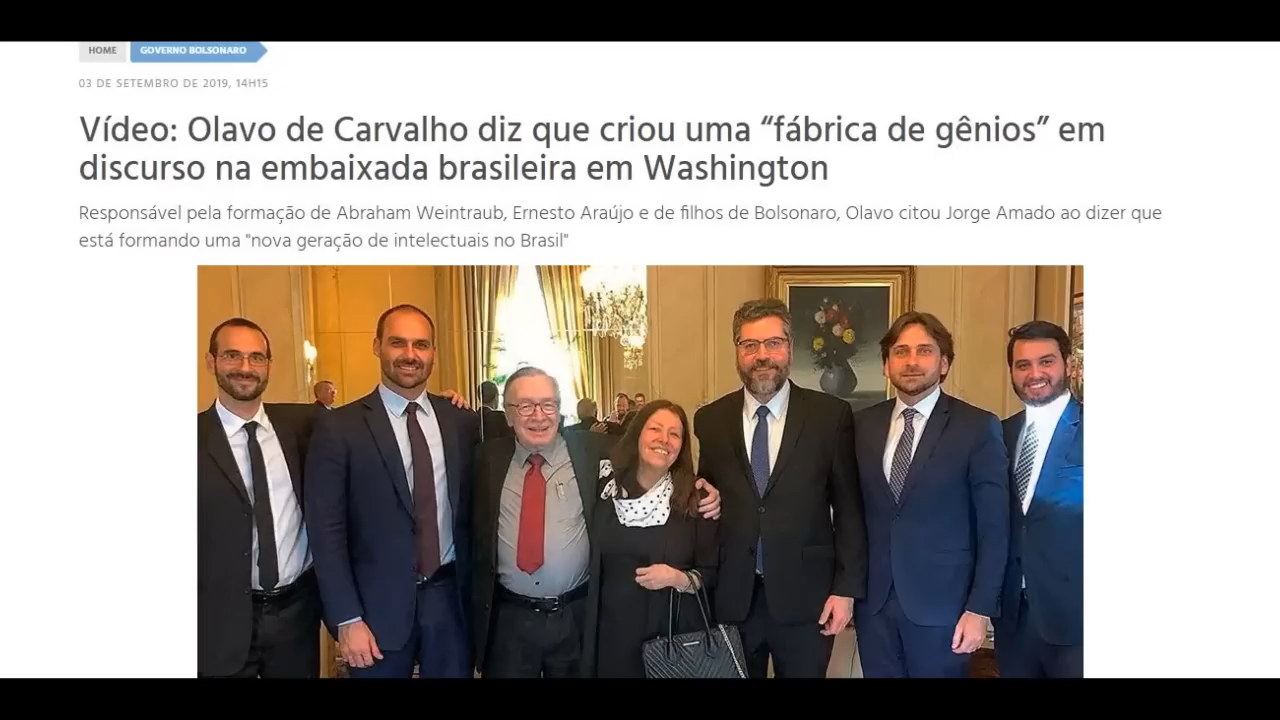 HOME GOVERNO BOLSONARO
03 DE SETEMBRO DE 2019, 14H15
Vídeo: Olavo de Carvalho diz que criou uma “fábrica de gênios” em
discurso na embaixada brasileira em Washington
Responsável pela formação de Abraham Weintraub, Ernesto Araújo e de filhos de Bolsonaro, Olavo citou Jorge Amado ao dizer que
está formando uma "nova geração de intelectuais no Brasil"